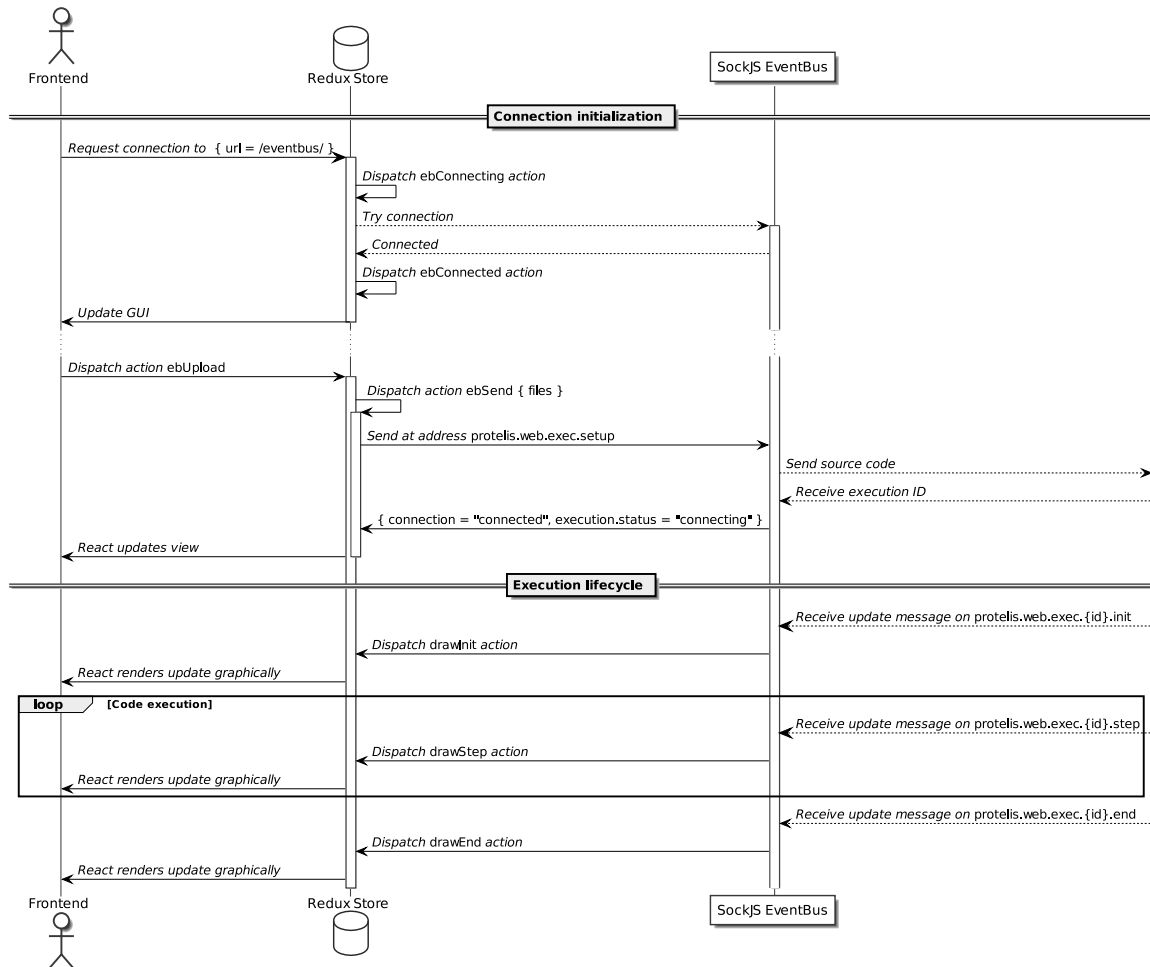 Frontend
Redux Store
SockJS EventBus
Connection initialization
Request connection to { url = /eventbus/ }
Dispatch ebConnecting action
Try connection
Connected
Dispatch ebConnected action
Update GUI
Dispatch action ebUpload
Dispatch action ebSend { files }
Send at address protelis.web.exec.setup
Send source code
Receive execution ID
{ connection = "connected", execution.status = "connecting" }
React updates view
Execution lifecycle
Receive update message on protelis.web.exec.{id}.init
Dispatch drawInit action
React renders update graphically
loop [Code execution]
Receive update message on protelis.web.exec.{id}.step
Dispatch drawStep action
React renders update graphically
Receive update message on protelis.web.exec.{id}.end
Dispatch drawEnd action
React renders update graphically
Frontend
Redux Store
SockJS EventBus